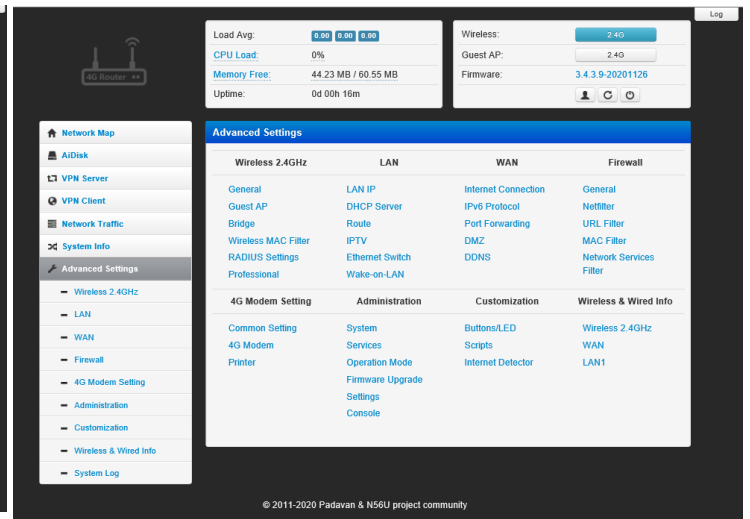 Log
4G Router
Load Avg: 0.00 0.00 0.00
CPU Load: 0%
Memory Free: 44.23 MB / 60.55 MB
Uptime: 0d 00h 16m
Wireless: 2.4G
Guest AP: 2.4G
Firmware: 3.4.3.9-20201126
Network Map
AiDisk
VPN Server
VPN Client
Network Traffic
System Info
Advanced Settings
Wireless 2.4GHz
LAN
WAN
Firewall
4G Modem Setting
Administration
Customization
Wireless & Wired Info
System Log
Advanced Settings
Wireless 2.4GHz LAN WAN Firewall
General LAN IP Internet Connection General
Guest AP DHCP Server IPv6 Protocol Netfilter
Bridge Route Port Forwarding URL Filter
Wireless MAC Filter IPTV DMZ MAC Filter
RADIUS Settings Ethernet Switch DDNS Network Services
Filter
Professional Wake-on-LAN
4G Modem Setting Administration Customization Wireless & Wired Info
Common Setting System Buttons/LED Wireless 2.4GHz
4G Modem Services Scripts WAN
Printer Operation Mode Internet Detector LAN1
Firmware Upgrade
Settings
Console
© 2011-2020 Padavan & N56U project community